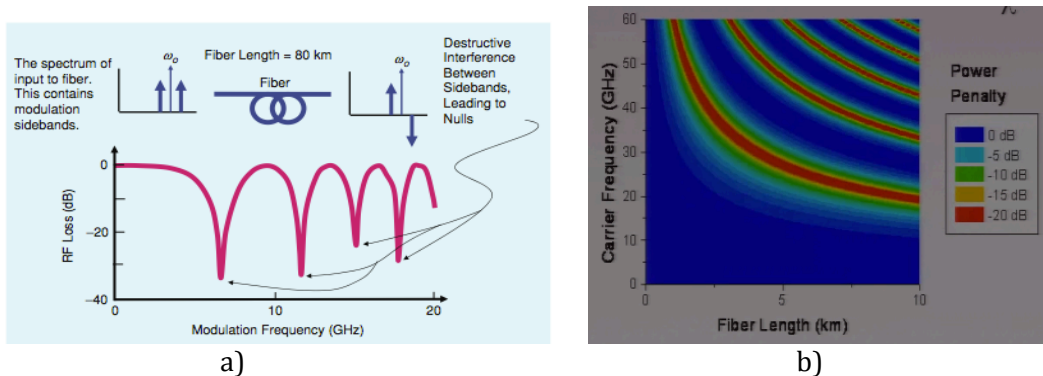 The spectrum of
input to fiber.
This contains
modulation
sidebands.
ω₀
Fiber Length = 80 km
Fiber
ω₀
Destructive
Interference
Between
Sidebands,
Leading to
Nulls
RF Loss (dB)
0
−20
−40
0
10
20
Modulation Frequency (GHz)
a)
Carrier Frequency (GHz)
60
50
40
30
20
10
0
0
5
10
Fiber Length (km)
Power
Penalty
0 dB
-5 dB
-10 dB
-15 dB
-20 dB
b)